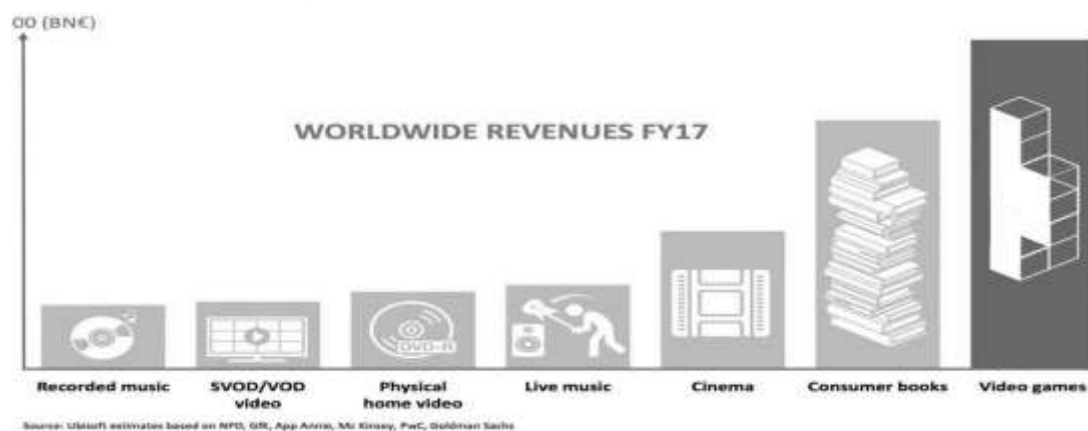 00 (BN€)
WORLDWIDE REVENUES FY17
DVD-R
Recorded music
SVOD/VOD
video
Physical
home video
Live music
Cinema
Consumer books
Video games
Source: Ubisoft estimates based on NPD, GfK, App Annie, Mc Kinsey, PwC, Goldman Sachs